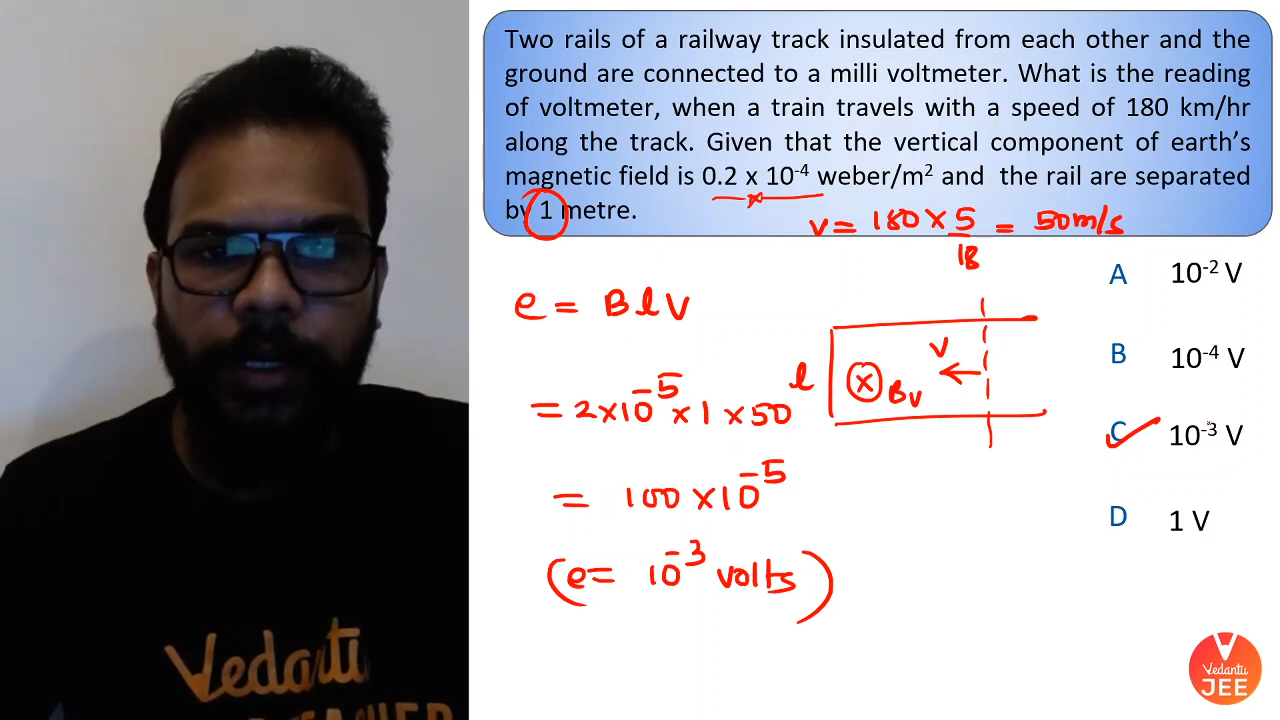 Two rails of a railway track insulated from each other and the
ground are connected to a milli voltmeter. What is the reading
of voltmeter, when a train travels with a speed of 180 km/hr
along the track. Given that the vertical component of earth's
magnetic field is 0.2 x 10⁻⁴ weber/m² and the rail are separated
by 1 metre.
v = 180 × 5/18 = 50 m/s
e = B l V
= 2×10⁻⁵ × 1 × 50
= 100 × 10⁻⁵
(e = 10⁻³ volts)
l
V
Bv
A 10⁻² V
B 10⁻⁴ V
C 10⁻³ V
D 1 V
Vedantu
JEE
Vedantu